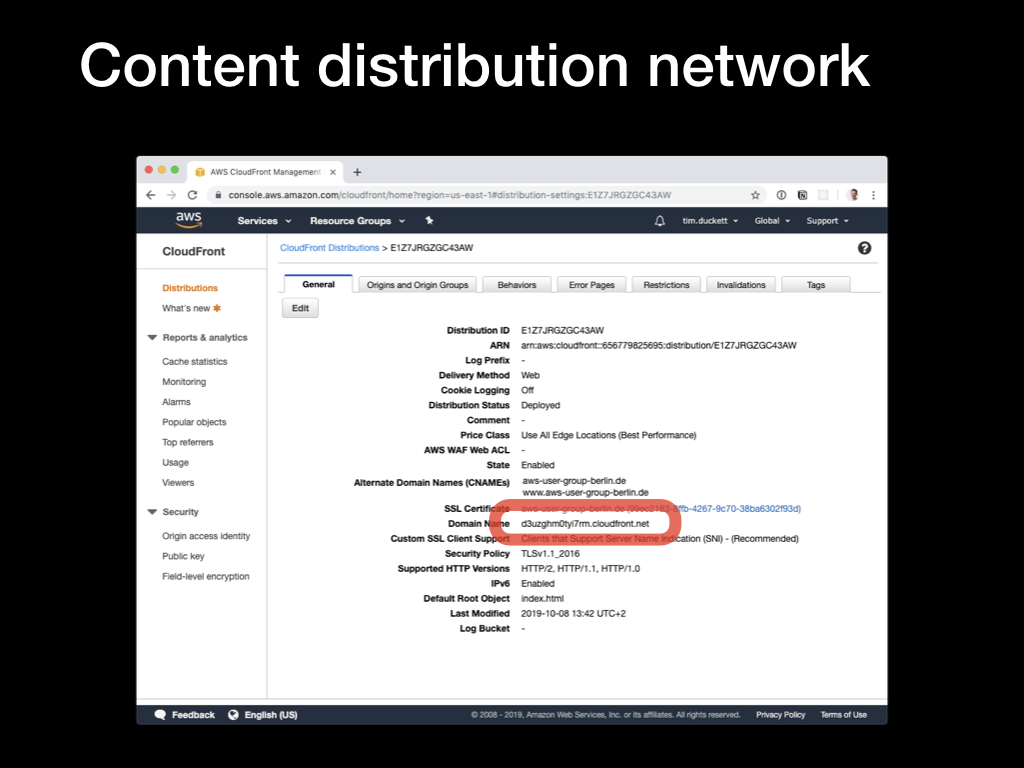 Content distribution network
AWS CloudFront Management
console.aws.amazon.com/cloudfront/home?region=us-east-1#distribution-settings:E1Z7JRGZGC43AW
aws Services Resource Groups tim.duckett Global Support
CloudFront
CloudFront Distributions > E1Z7JRGZGC43AW
General Origins and Origin Groups Behaviors Error Pages Restrictions Invalidations Tags
Edit
Distributions
What's new
Reports & analytics
Cache statistics
Monitoring
Alarms
Popular objects
Top referrers
Usage
Viewers
Security
Origin access identity
Public key
Field-level encryption
Distribution ID E1Z7JRGZGC43AW
ARN arn:aws:cloudfront::656779825695:distribution/E1Z7JRGZGC43AW
Log Prefix -
Delivery Method Web
Cookie Logging Off
Distribution Status Deployed
Comment -
Price Class Use All Edge Locations (Best Performance)
AWS WAF Web ACL -
State Enabled
Alternate Domain Names (CNAMEs) aws-user-group-berlin.de
www.aws-user-group-berlin.de
SSL Certificate aws-user-group-berlin.de
Domain Name d3uzghm0tyi7rm.cloudfront.net
Custom SSL Client Support Clients that Support Server Name Indication (SNI) - (Recommended)
Security Policy TLSv1.1_2016
Supported HTTP Versions HTTP/2, HTTP/1.1, HTTP/1.0
IPv6 Enabled
Default Root Object index.html
Last Modified 2019-10-08 13:42 UTC+2
Log Bucket -
Feedback English (US) © 2008 - 2019, Amazon Web Services, Inc. or its affiliates. All rights reserved. Privacy Policy Terms of Use